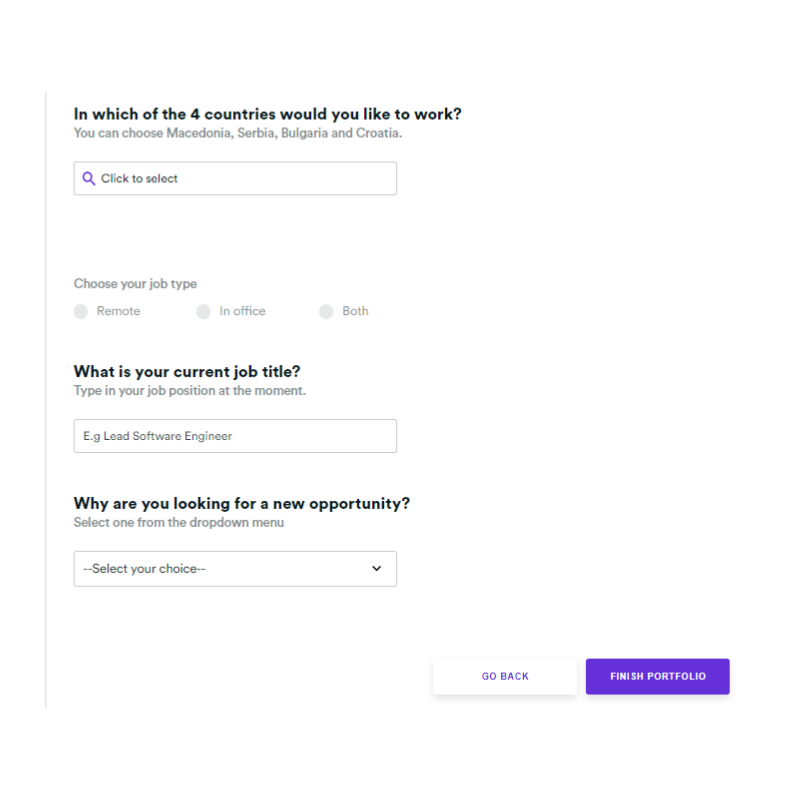 In which of the 4 countries would you like to work?
You can choose Macedonia, Serbia, Bulgaria and Croatia.
Click to select
Choose your job type
Remote In office Both
What is your current job title?
Type in your job position at the moment.
E.g Lead Software Engineer
Why are you looking for a new opportunity?
Select one from the dropdown menu
--Select your choice--
GO BACK FINISH PORTFOLIO